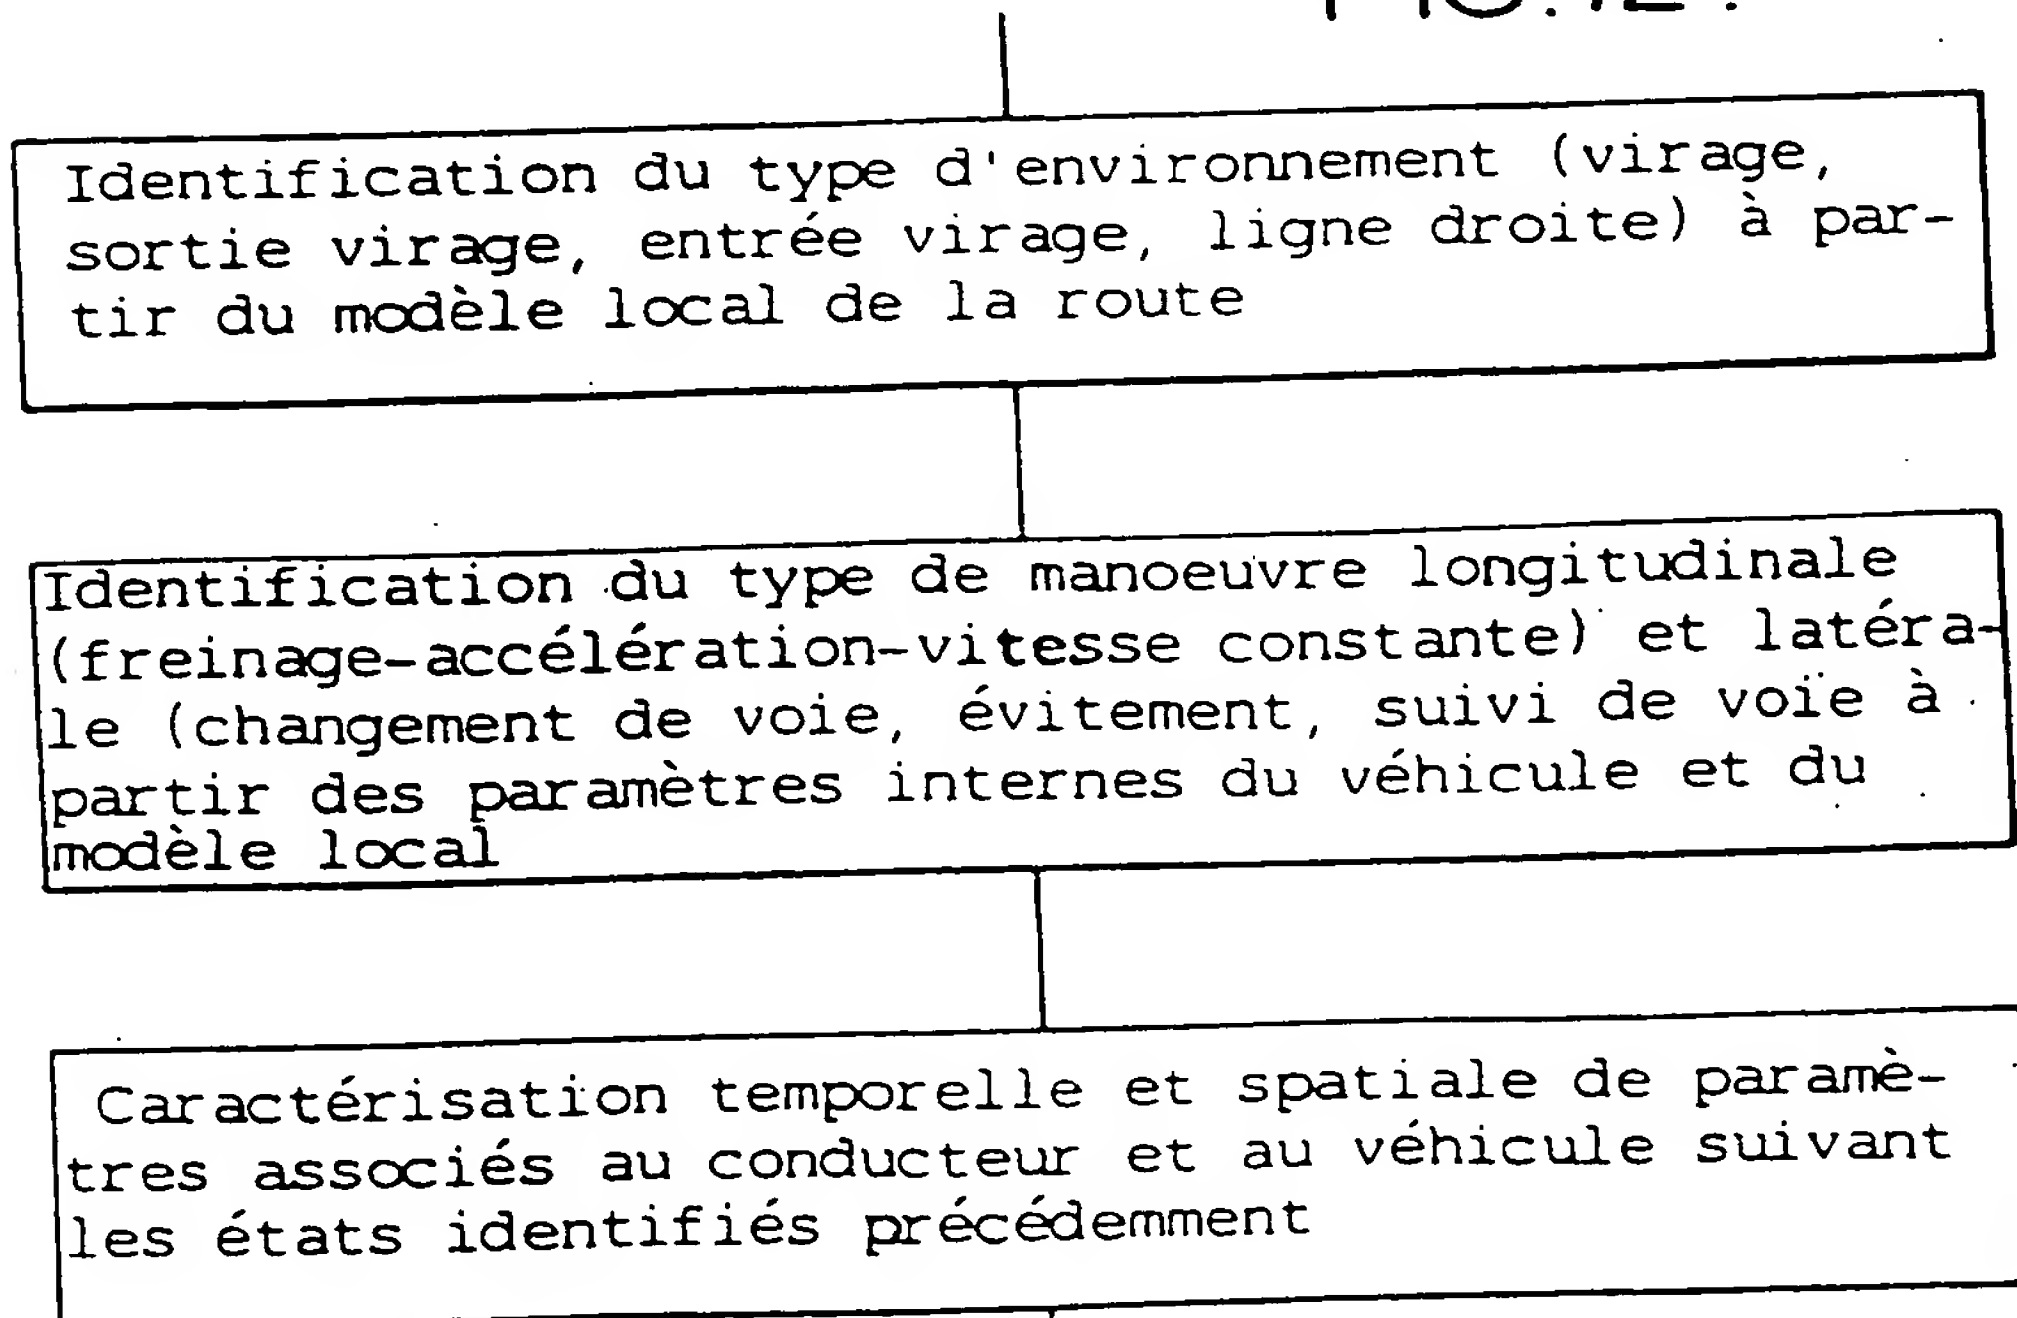 Identification du type d'environnement (virage,
sortie virage, entrée virage, ligne droite) à par-
tir du modèle local de la route
Identification du type de manoeuvre longitudinale
(freinage-accélération-vitesse constante) et latéra-
le (changement de voie, évitement, suivi de voie à
partir des paramètres internes du véhicule et du
modèle local
Caractérisation temporelle et spatiale de paramè-
tres associés au conducteur et au véhicule suivant
les états identifiés précédemment